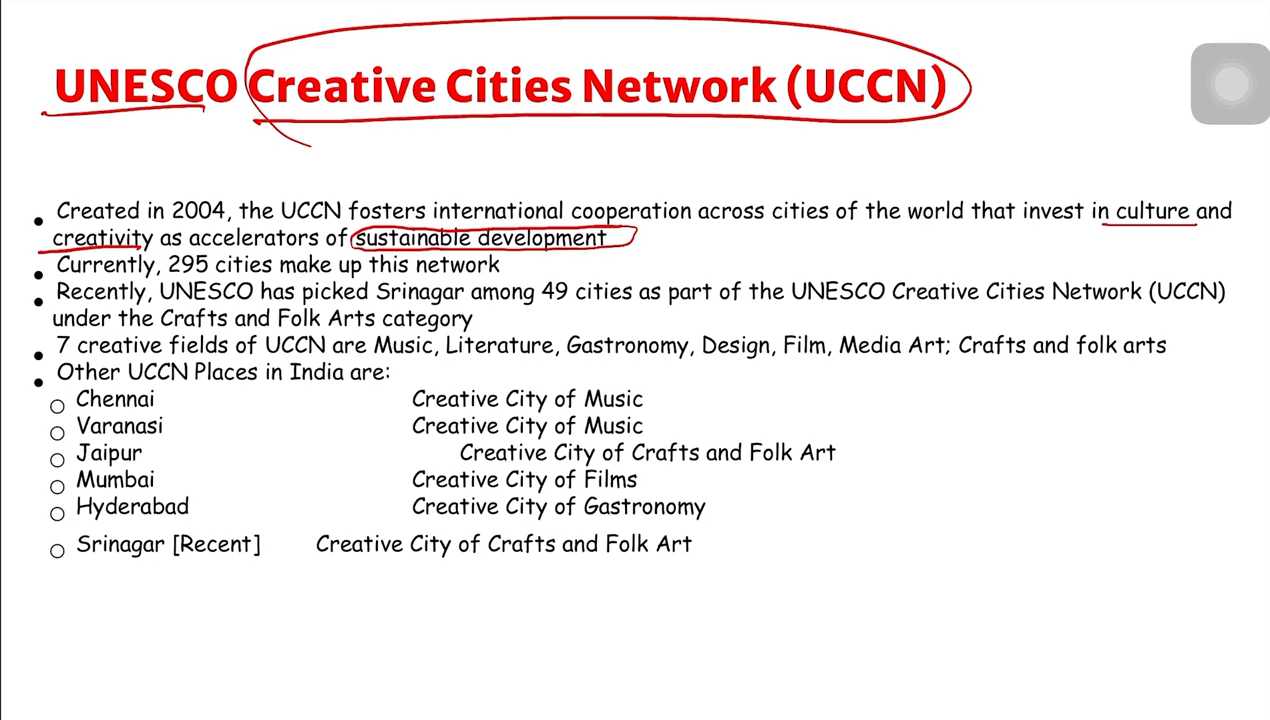 UNESCO Creative Cities Network (UCCN)
• Created in 2004, the UCCN fosters international cooperation across cities of the world that invest in culture and
creativity as accelerators of sustainable development
• Currently, 295 cities make up this network
• Recently, UNESCO has picked Srinagar among 49 cities as part of the UNESCO Creative Cities Network (UCCN)
under the Crafts and Folk Arts category
• 7 creative fields of UCCN are Music, Literature, Gastronomy, Design, Film, Media Art; Crafts and folk arts
• Other UCCN Places in India are:
○ Chennai Creative City of Music
○ Varanasi Creative City of Music
○ Jaipur Creative City of Crafts and Folk Art
○ Mumbai Creative City of Films
○ Hyderabad Creative City of Gastronomy
○ Srinagar [Recent] Creative City of Crafts and Folk Art